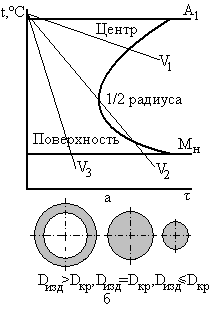 t,°C
A1
Центр
V1
1/2 радиуса
Поверхность
Mн
V3
V2
а
τ
Dизд>Dкр, Dизд=Dкр, Dизд≤Dкр
б